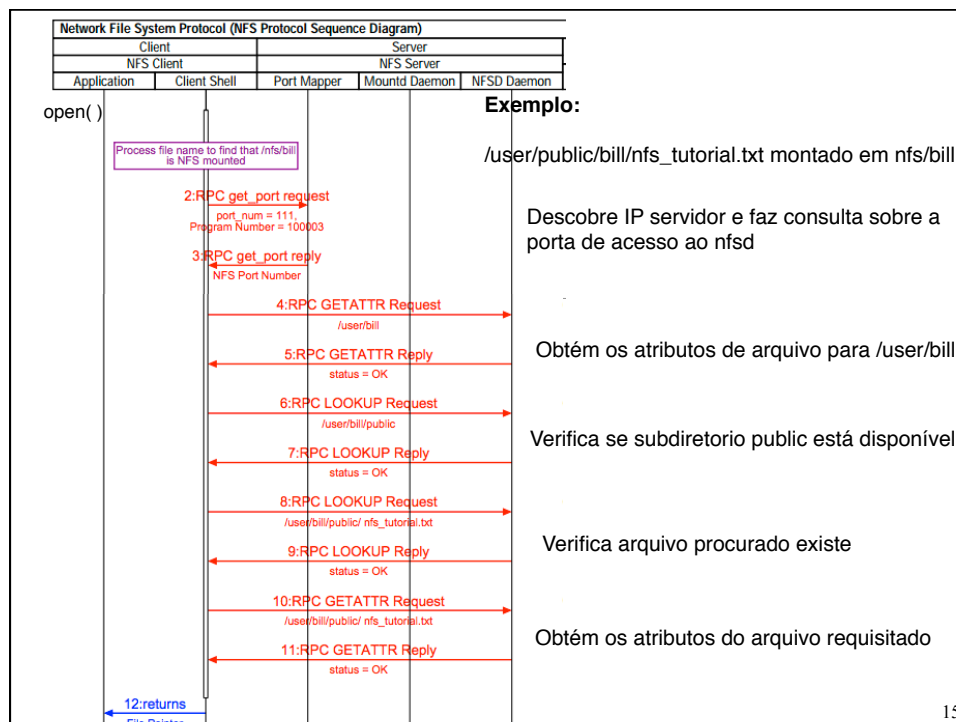 Network File System Protocol (NFS Protocol Sequence Diagram)
Client
Server
NFS Client
NFS Server
Application
Client Shell
Port Mapper
Mountd Daemon
NFSD Daemon
open( )
Exemplo:
Process file name to find that /nfs/bill
is NFS mounted
/user/public/bill/nfs_tutorial.txt montado em nfs/bill
2:RPC get_port request
port_num = 111,
Program Number = 100003
Descobre IP servidor e faz consulta sobre a
porta de acesso ao nfsd
3:RPC get_port reply
NFS Port Number
4:RPC GETATTR Request
/user/bill
5:RPC GETATTR Reply
status = OK
Obtém os atributos de arquivo para /user/bill
6:RPC LOOKUP Request
/user/bill/public
Verifica se subdiretorio public está disponível
7:RPC LOOKUP Reply
status = OK
8:RPC LOOKUP Request
/user/bill/public/ nfs_tutorial.txt
Verifica arquivo procurado existe
9:RPC LOOKUP Reply
status = OK
10:RPC GETATTR Request
/user/bill/public/ nfs_tutorial.txt
Obtém os atributos do arquivo requisitado
11:RPC GETATTR Reply
status = OK
12:returns
File Pointer
15